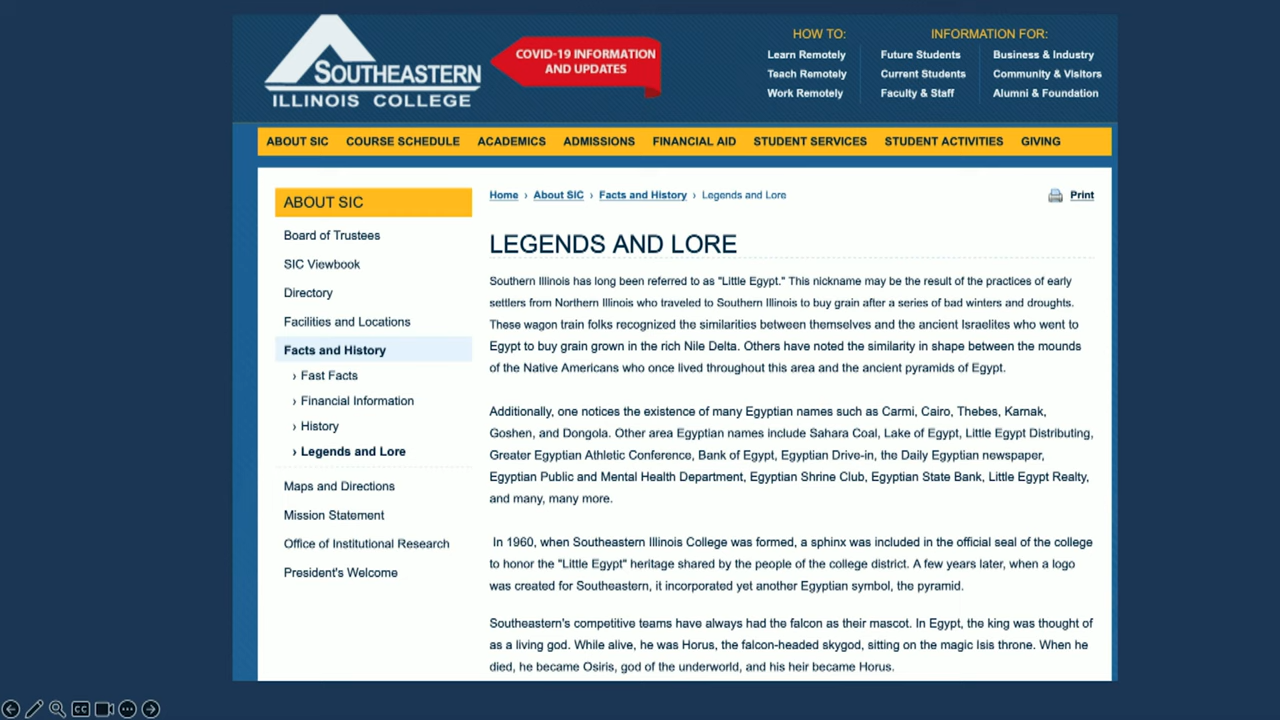 SOUTHEASTERN
ILLINOIS COLLEGE
COVID-19 INFORMATION
AND UPDATES
HOW TO:
Learn Remotely
Teach Remotely
Work Remotely
INFORMATION FOR:
Future Students
Current Students
Faculty & Staff
Business & Industry
Community & Visitors
Alumni & Foundation
ABOUT SIC COURSE SCHEDULE ACADEMICS ADMISSIONS FINANCIAL AID STUDENT SERVICES STUDENT ACTIVITIES GIVING
ABOUT SIC
Board of Trustees
SIC Viewbook
Directory
Facilities and Locations
Facts and History
› Fast Facts
› Financial Information
› History
› Legends and Lore
Maps and Directions
Mission Statement
Office of Institutional Research
President's Welcome
Home › About SIC › Facts and History › Legends and Lore
Print
LEGENDS AND LORE
Southern Illinois has long been referred to as "Little Egypt." This nickname may be the result of the practices of early
settlers from Northern Illinois who traveled to Southern Illinois to buy grain after a series of bad winters and droughts.
These wagon train folks recognized the similarities between themselves and the ancient Israelites who went to
Egypt to buy grain grown in the rich Nile Delta. Others have noted the similarity in shape between the mounds
of the Native Americans who once lived throughout this area and the ancient pyramids of Egypt.
Additionally, one notices the existence of many Egyptian names such as Carmi, Cairo, Thebes, Karnak,
Goshen, and Dongola. Other area Egyptian names include Sahara Coal, Lake of Egypt, Little Egypt Distributing,
Greater Egyptian Athletic Conference, Bank of Egypt, Egyptian Drive-in, the Daily Egyptian newspaper,
Egyptian Public and Mental Health Department, Egyptian Shrine Club, Egyptian State Bank, Little Egypt Realty,
and many, many more.
In 1960, when Southeastern Illinois College was formed, a sphinx was included in the official seal of the college
to honor the "Little Egypt" heritage shared by the people of the college district. A few years later, when a logo
was created for Southeastern, it incorporated yet another Egyptian symbol, the pyramid.
Southeastern's competitive teams have always had the falcon as their mascot. In Egypt, the king was thought of
as a living god. While alive, he was Horus, the falcon-headed skygod, sitting on the magic Isis throne. When he
died, he became Osiris, god of the underworld, and his heir became Horus.
CC